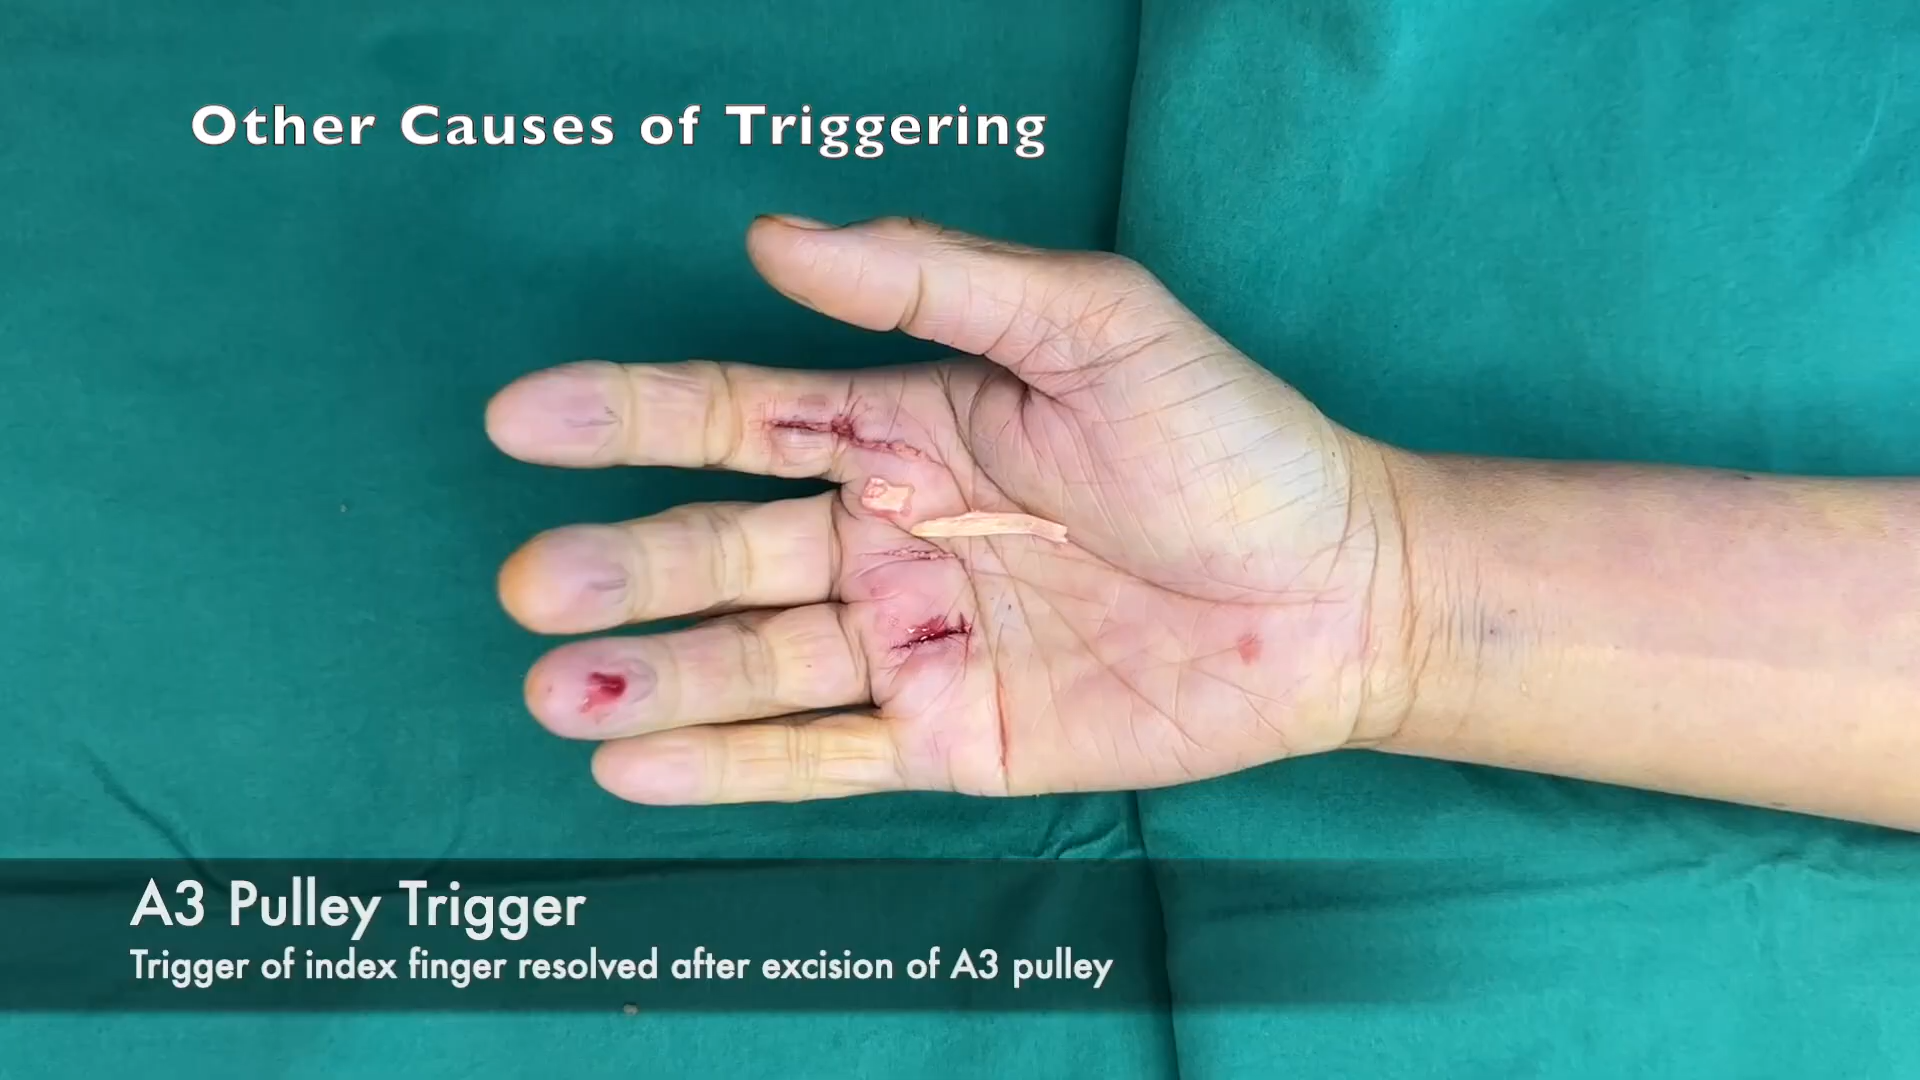 Other Causes of Triggering
A3 Pulley Trigger
Trigger of index finger resolved after excision of A3 pulley